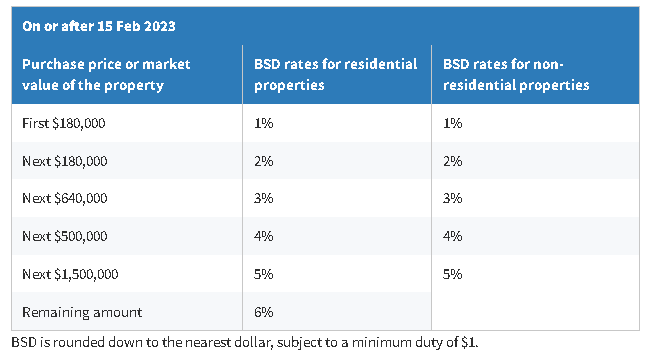 On or after 15 Feb 2023
Purchase price or market value of the property BSD rates for residential properties BSD rates for non-residential properties
First $180,000 1% 1%
Next $180,000 2% 2%
Next $640,000 3% 3%
Next $500,000 4% 4%
Next $1,500,000 5% 5%
Remaining amount 6%
BSD is rounded down to the nearest dollar, subject to a minimum duty of $1.